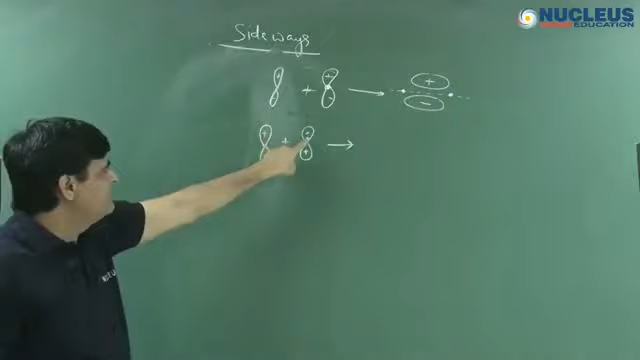 NUCLEUS
EDUCATION
Sideways
+ + + → + -
- -
+ + - →
+